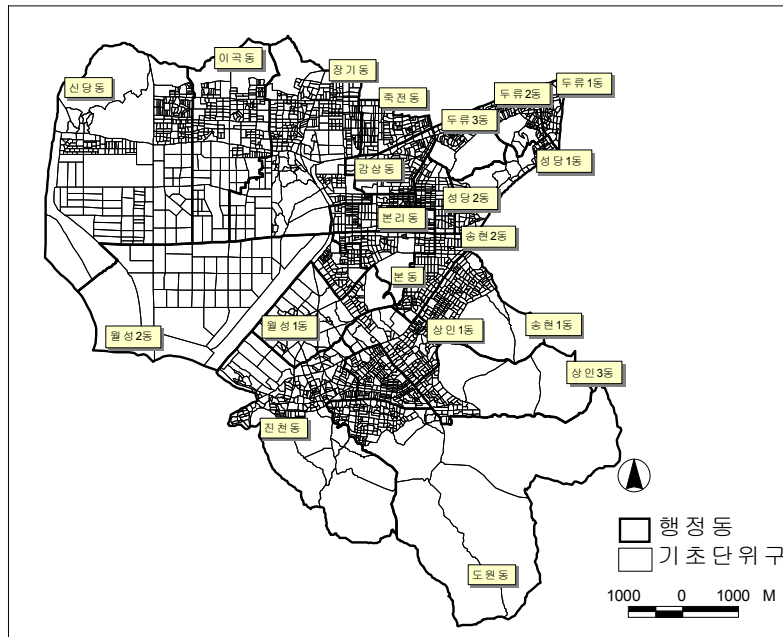 이곡동
장기동
신당동
죽전동
두류2동
두류1동
두류3동
감삼동
성당1동
성당2동
본리동
송현2동
본동
월성2동
월성1동
상인1동
송현1동
상인3동
진천동
행정동
기초단위구
도원동
1000 0 1000 M